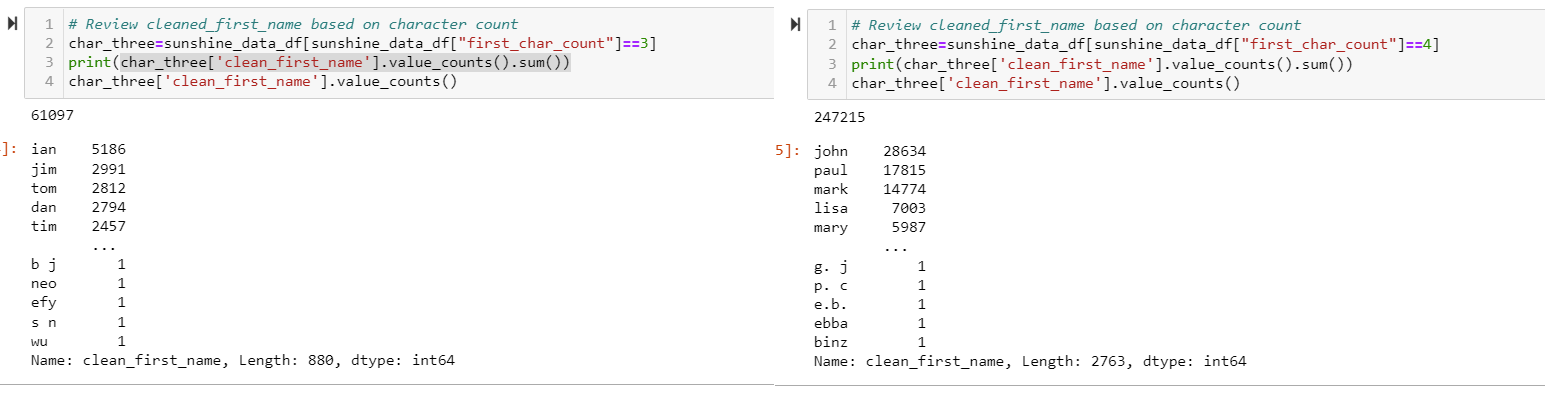 1 # Review cleaned_first_name based on character count
2 char_three=sunshine_data_df[sunshine_data_df["first_char_count"]==3]
3 print(char_three['clean_first_name'].value_counts().sum())
4 char_three['clean_first_name'].value_counts()
61097
]: ian 5186
jim 2991
tom 2812
dan 2794
tim 2457
...
b j 1
neo 1
efy 1
s n 1
wu 1
Name: clean_first_name, Length: 880, dtype: int64
1 # Review cleaned_first_name based on character count
2 char_three=sunshine_data_df[sunshine_data_df["first_char_count"]==4]
3 print(char_three['clean_first_name'].value_counts().sum())
4 char_three['clean_first_name'].value_counts()
247215
5]: john 28634
paul 17815
mark 14774
lisa 7003
mary 5987
...
g. j 1
p. c 1
e.b. 1
ebba 1
binz 1
Name: clean_first_name, Length: 2763, dtype: int64